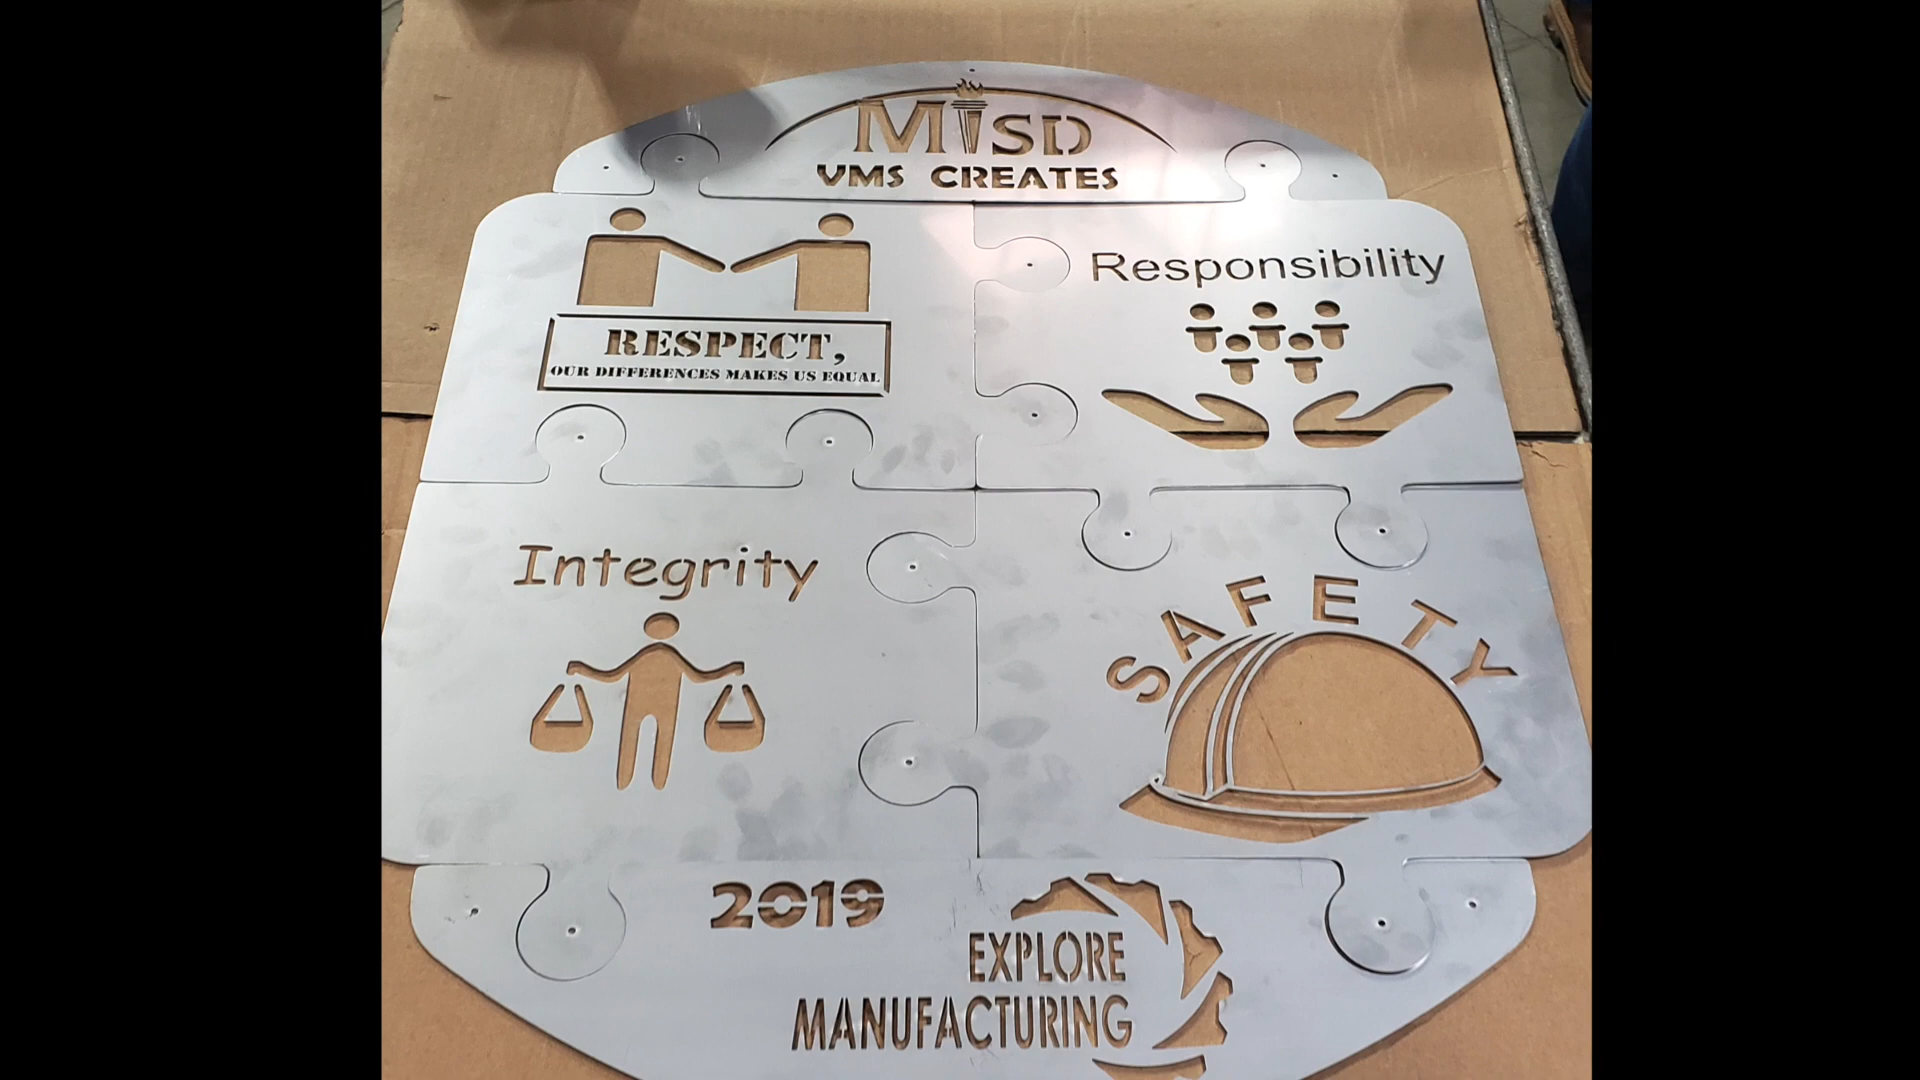 MiSD
VMS CREATES
RESPECT,
OUR DIFFERENCES MAKES US EQUAL
Responsibility
Integrity
SAFETY
2019
EXPLORE
MANUFACTURING